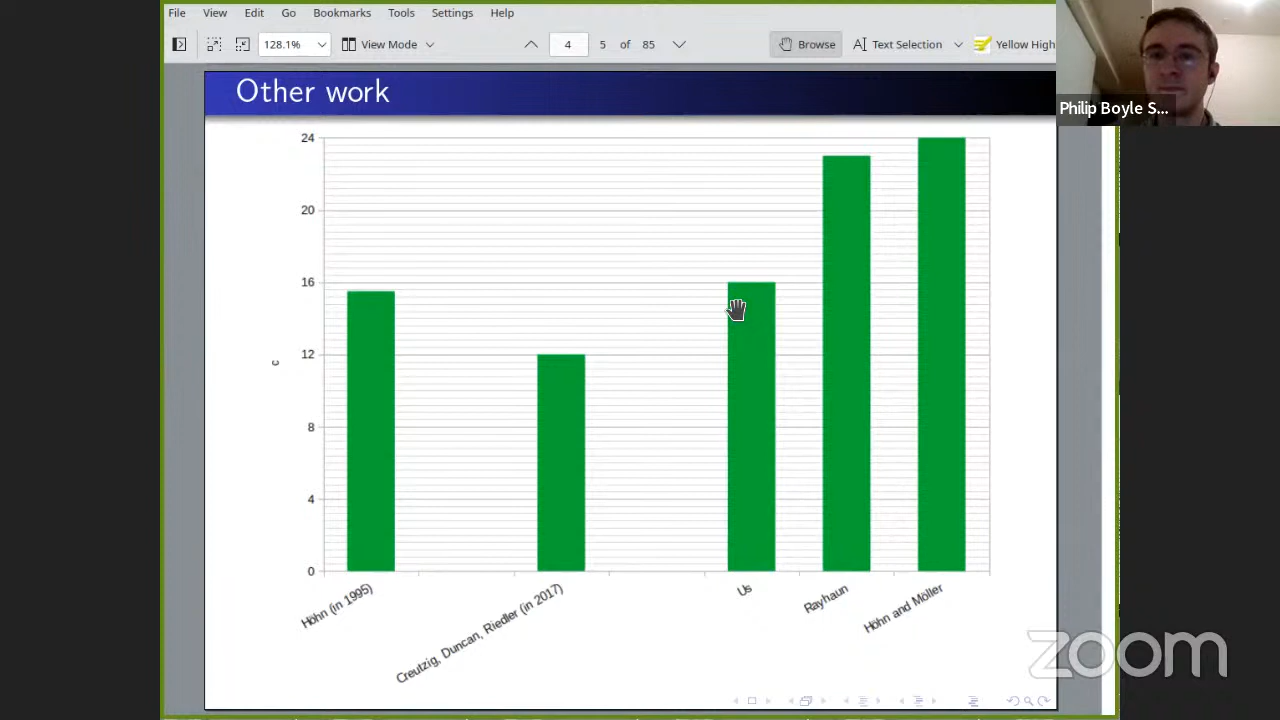 File View Edit Go Bookmarks Tools Settings Help
128.1% View Mode 4 5 of 85 Browse Text Selection Yellow High
Philip Boyle S...
Other work
24
20
16
12
8
4
0
c
Höhn (in 1995)
Creutzig, Duncan, Riedler (in 2017)
Us
Rayhaun
Höhn and Möller
zoom